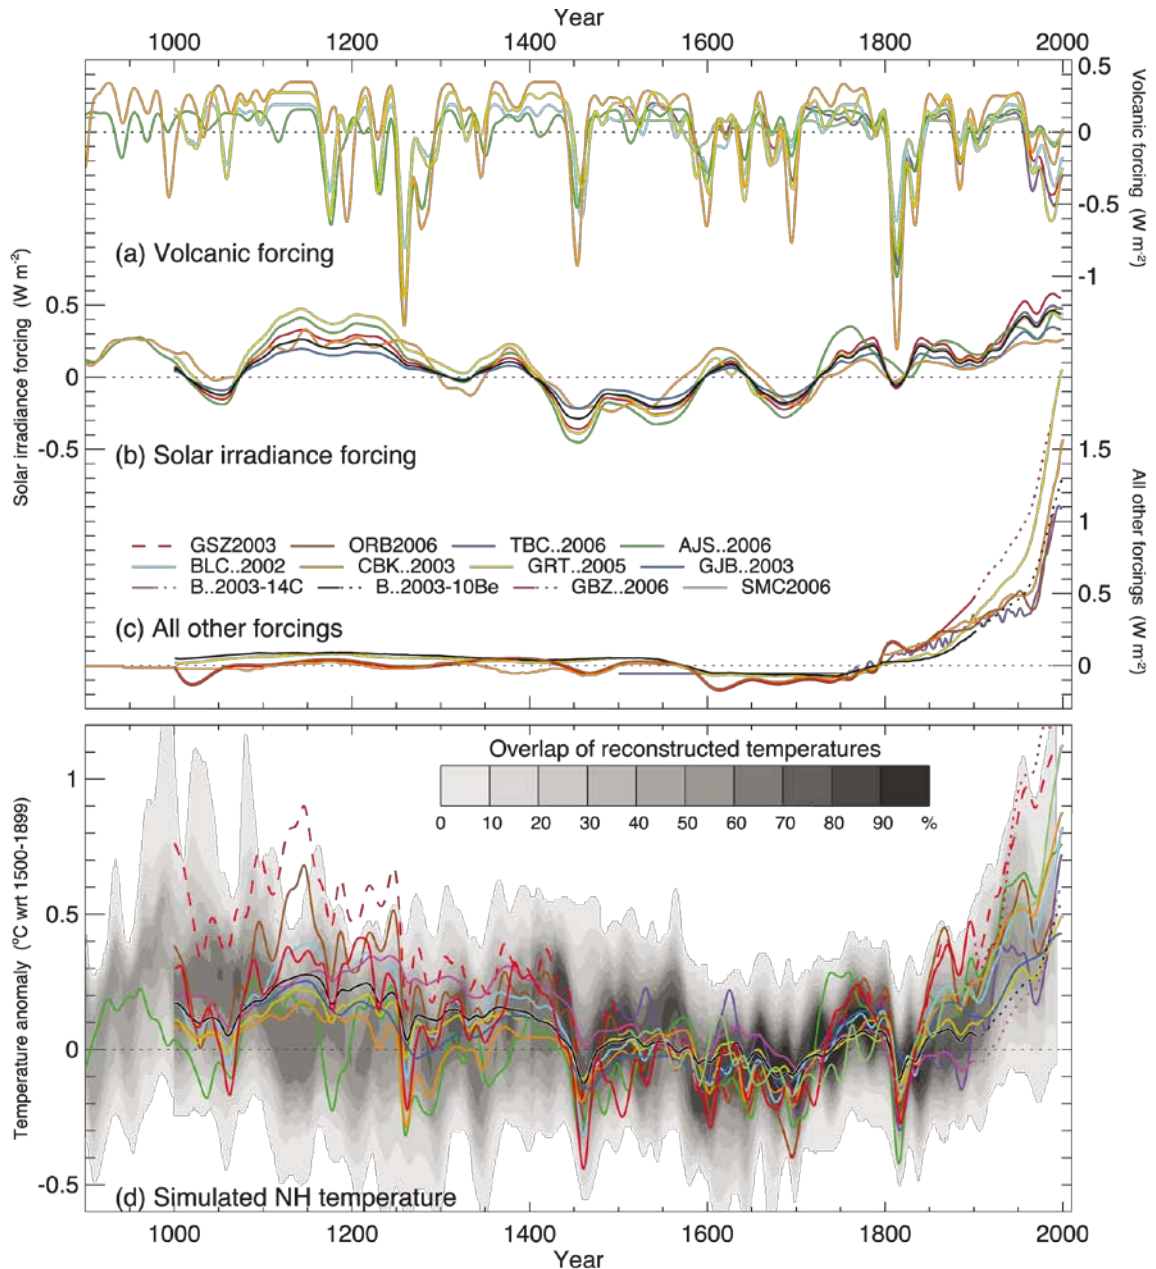 Year
1000 1200 1400 1600 1800 2000
0.5
0
-0.5
-1
Volcanic forcing (W m-2)
(a) Volcanic forcing
Solar irradiance forcing (W m-2)
0.5
0
-0.5
(b) Solar irradiance forcing
1.5
1
0.5
0
All other forcings (W m-2)
GSZ2003 ORB2006 TBC..2006 AJS..2006
BLC..2002 CBK..2003 GRT..2005 GJB..2003
B..2003-14C B..2003-10Be GBZ..2006 SMC2006
(c) All other forcings
Overlap of reconstructed temperatures
0 10 20 30 40 50 60 70 80 90 %
Temperature anomaly (°C wrt 1500-1899)
1
0.5
0
-0.5
(d) Simulated NH temperature
1000 1200 1400 1600 1800 2000
Year